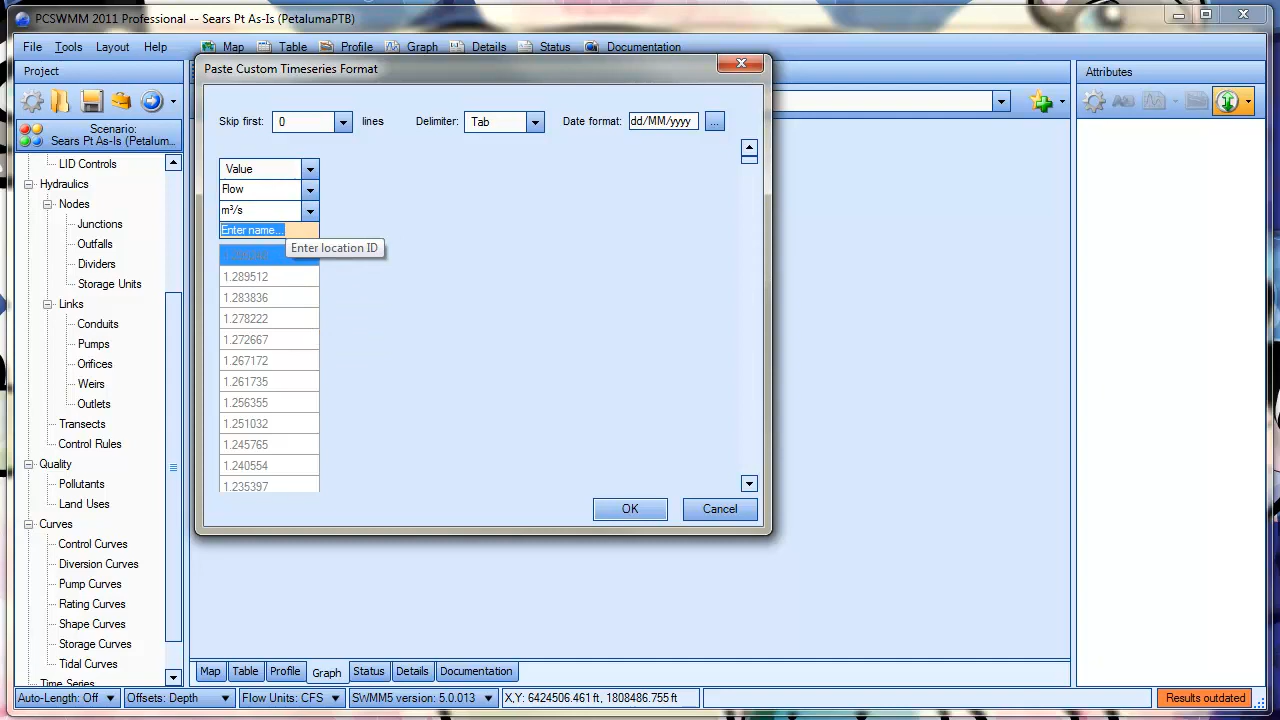 PCSWMM 2011 Professional -- Sears Pt As-Is (PetalumaPTB)
File Tools Layout Help Map Table Profile Graph Details Status Documentation
Project
Scenario:
Sears Pt As-Is (Petalum...
LID Controls
Hydraulics
Nodes
Junctions
Outfalls
Dividers
Storage Units
Links
Conduits
Pumps
Orifices
Weirs
Outlets
Transects
Control Rules
Quality
Pollutants
Land Uses
Curves
Control Curves
Diversion Curves
Pump Curves
Rating Curves
Shape Curves
Storage Curves
Tidal Curves
Time Series
Paste Custom Timeseries Format
Skip first: 0 lines Delimiter: Tab Date format: dd/MM/yyyy ...
Value
Flow
m³/s
Enter name...
Enter location ID
1.289512
1.283836
1.278222
1.272667
1.267172
1.261735
1.256355
1.251032
1.245765
1.240554
1.235397
OK Cancel
Attributes
Map Table Profile Graph Status Details Documentation
Auto-Length: Off Offsets: Depth Flow Units: CFS SWMM5 version: 5.0.013 X,Y: 6424506.461 ft, 1808486.755 ft Results outdated